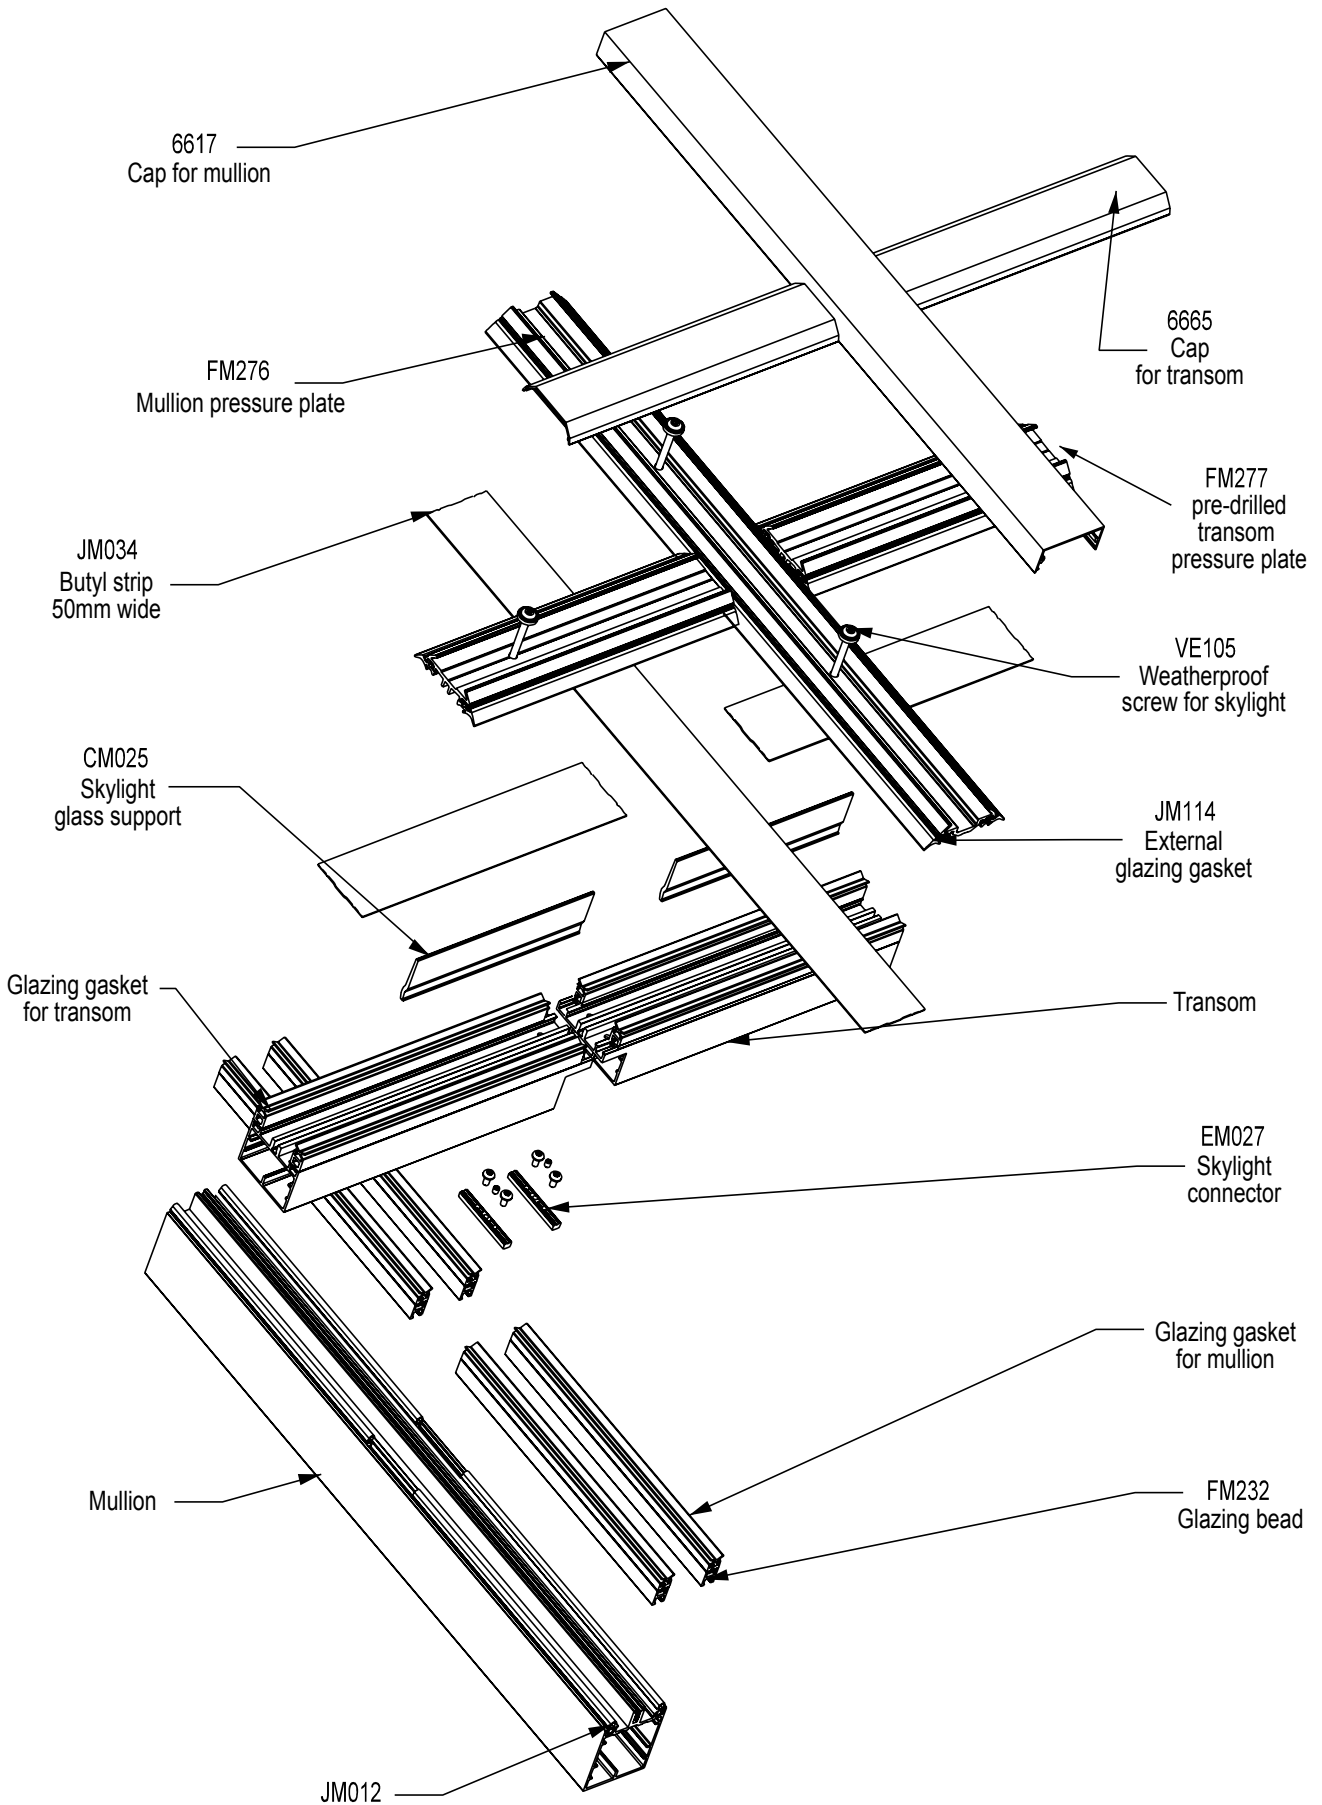 6617
Cap for mullion
6665
Cap
for transom
FM276
Mullion pressure plate
FM277
pre-drilled
transom
pressure plate
JM034
Butyl strip
50mm wide
VE105
Weatherproof
screw for skylight
CM025
Skylight
glass support
JM114
External
glazing gasket
Glazing gasket
for transom
Transom
EM027
Skylight
connector
Glazing gasket
for mullion
Mullion
FM232
Glazing bead
JM012